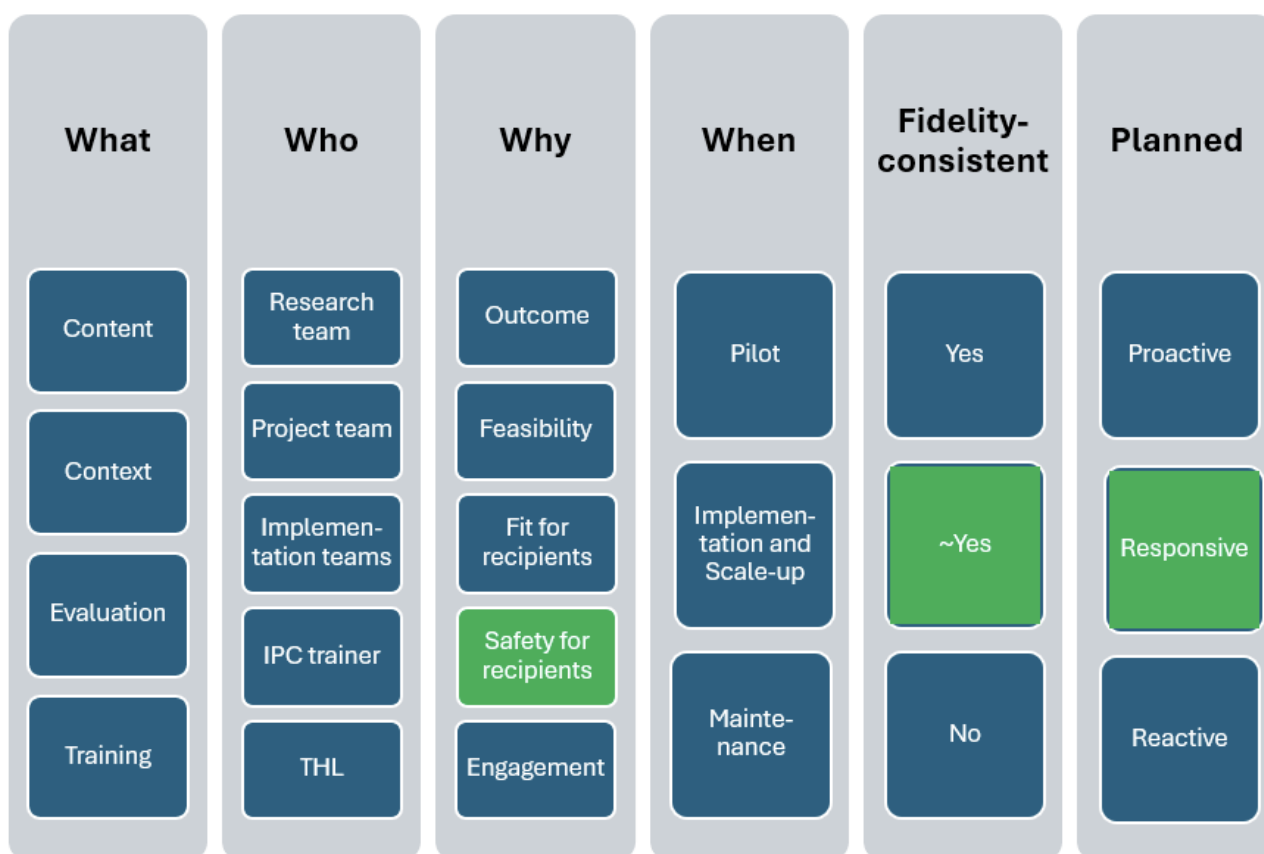 What
Content
Context
Evaluation
Training
Who
Research
team
Project team
Implemen-
tation teams
IPC trainer
THL
Why
Outcome
Feasibility
Fit for
recipients
Safety for
recipients
Engagement
When
Pilot
Implemen-
tation and
Scale-up
Mainte-
nance
Fidelity-
consistent
Yes
~Yes
No
Planned
Proactive
Responsive
Reactive